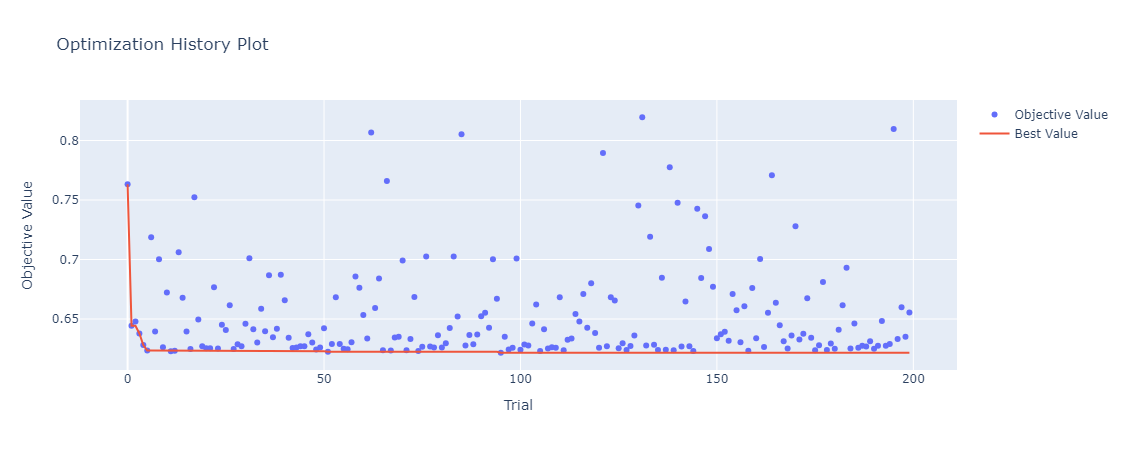 Optimization History Plot
Objective Value
Best Value
0.8
0.75
0.7
0.65
Objective Value
0
50
100
150
200
Trial